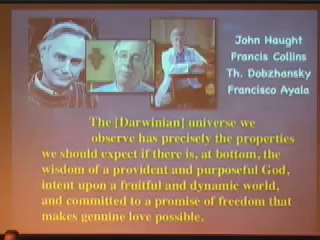 John Haught
Francis Collins
Th. Dobzhansky
Francisco Ayala
The [Darwinian] universe we
observe has precisely the properties
we should expect if there is, at bottom, the
wisdom of a provident and purposeful God,
intent upon a fruitful and dynamic world,
and committed to a promise of freedom that
makes genuine love possible.